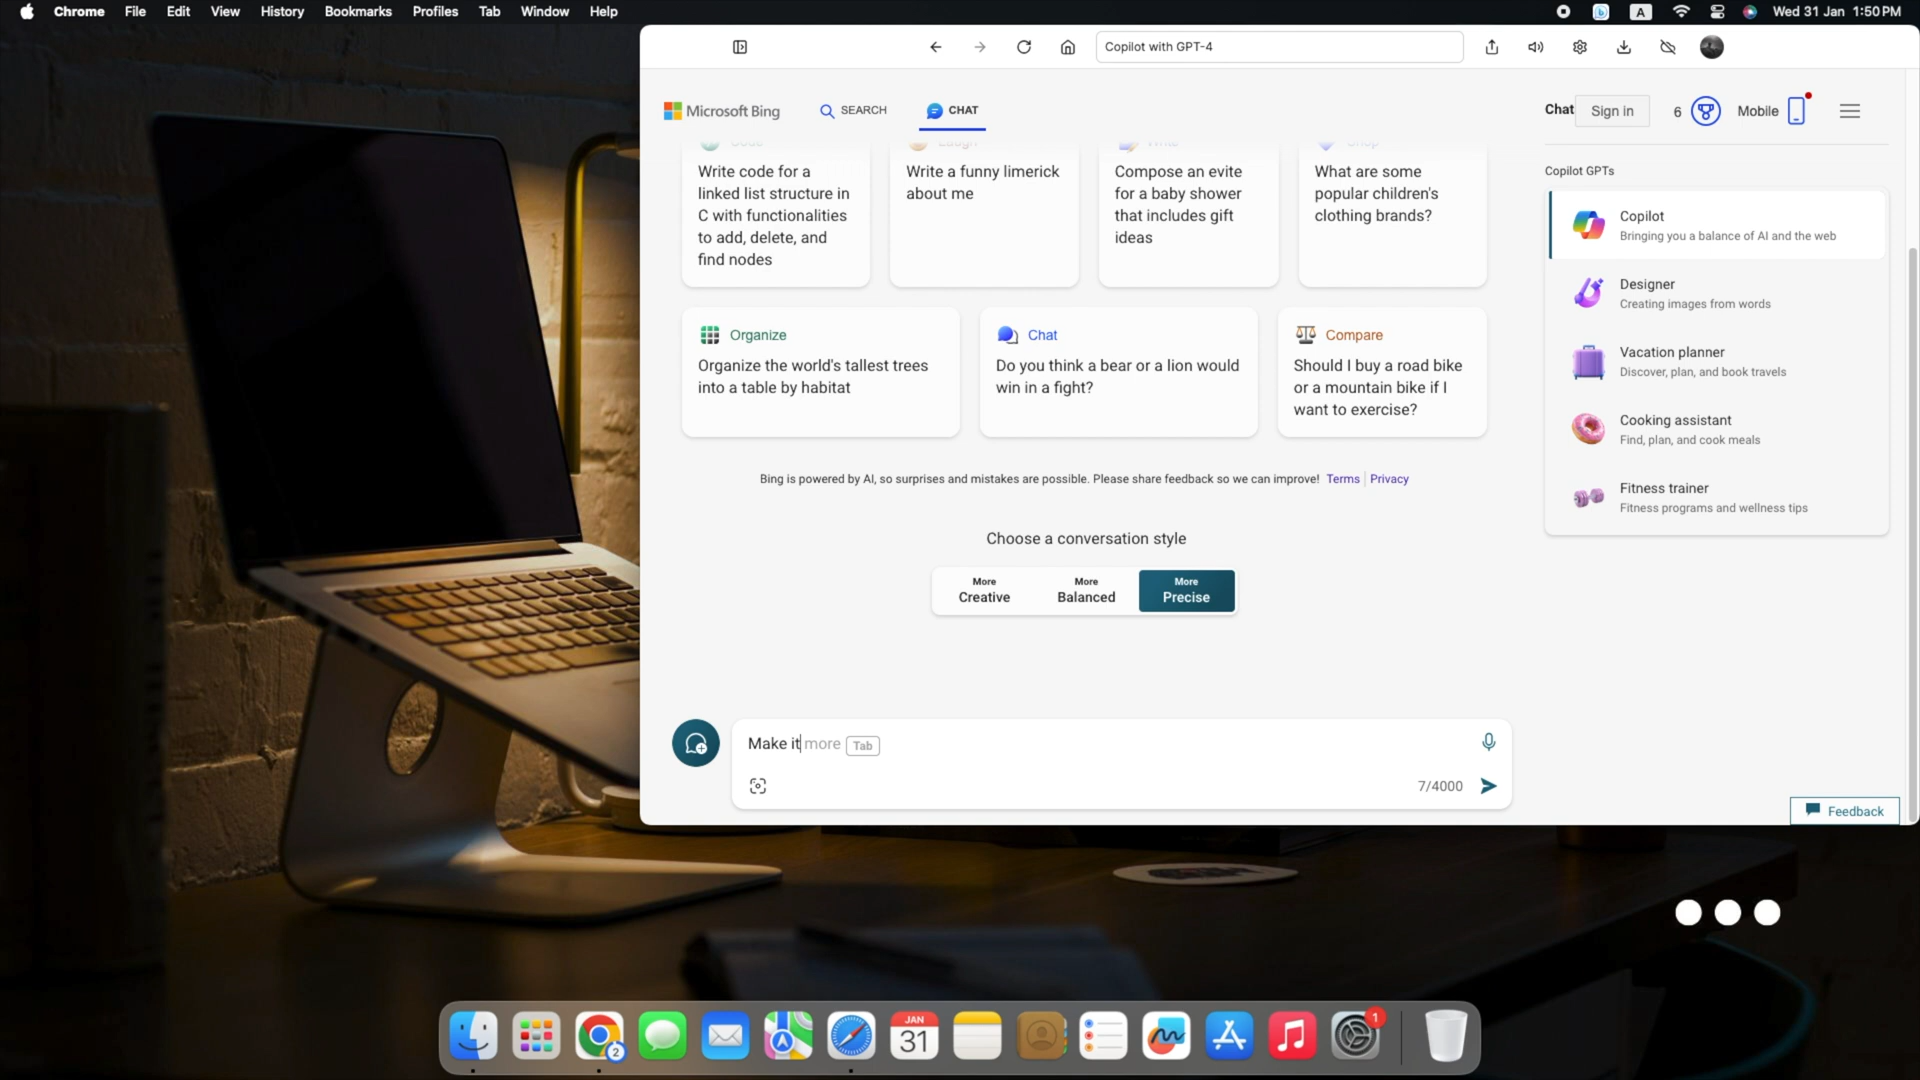 Chrome File Edit View History Bookmarks Profiles Tab Window Help
A Wed 31 Jan 1:50 PM
Copilot with GPT-4
Microsoft Bing SEARCH CHAT
Chat Sign in 6 Mobile
Write code for a
linked list structure in
C with functionalities
to add, delete, and
find nodes
Write a funny limerick
about me
Compose an evite
for a baby shower
that includes gift
ideas
What are some
popular children's
clothing brands?
Organize
Organize the world's tallest trees
into a table by habitat
Chat
Do you think a bear or a lion would
win in a fight?
Compare
Should I buy a road bike
or a mountain bike if I
want to exercise?
Bing is powered by AI, so surprises and mistakes are possible. Please share feedback so we can improve! Terms Privacy
Choose a conversation style
More
Creative
More
Balanced
More
Precise
Make it more Tab
7/4000
Copilot GPTs
Copilot
Bringing you a balance of AI and the web
Designer
Creating images from words
Vacation planner
Discover, plan, and book travels
Cooking assistant
Find, plan, and cook meals
Fitness trainer
Fitness programs and wellness tips
Feedback
2
JAN
31
1